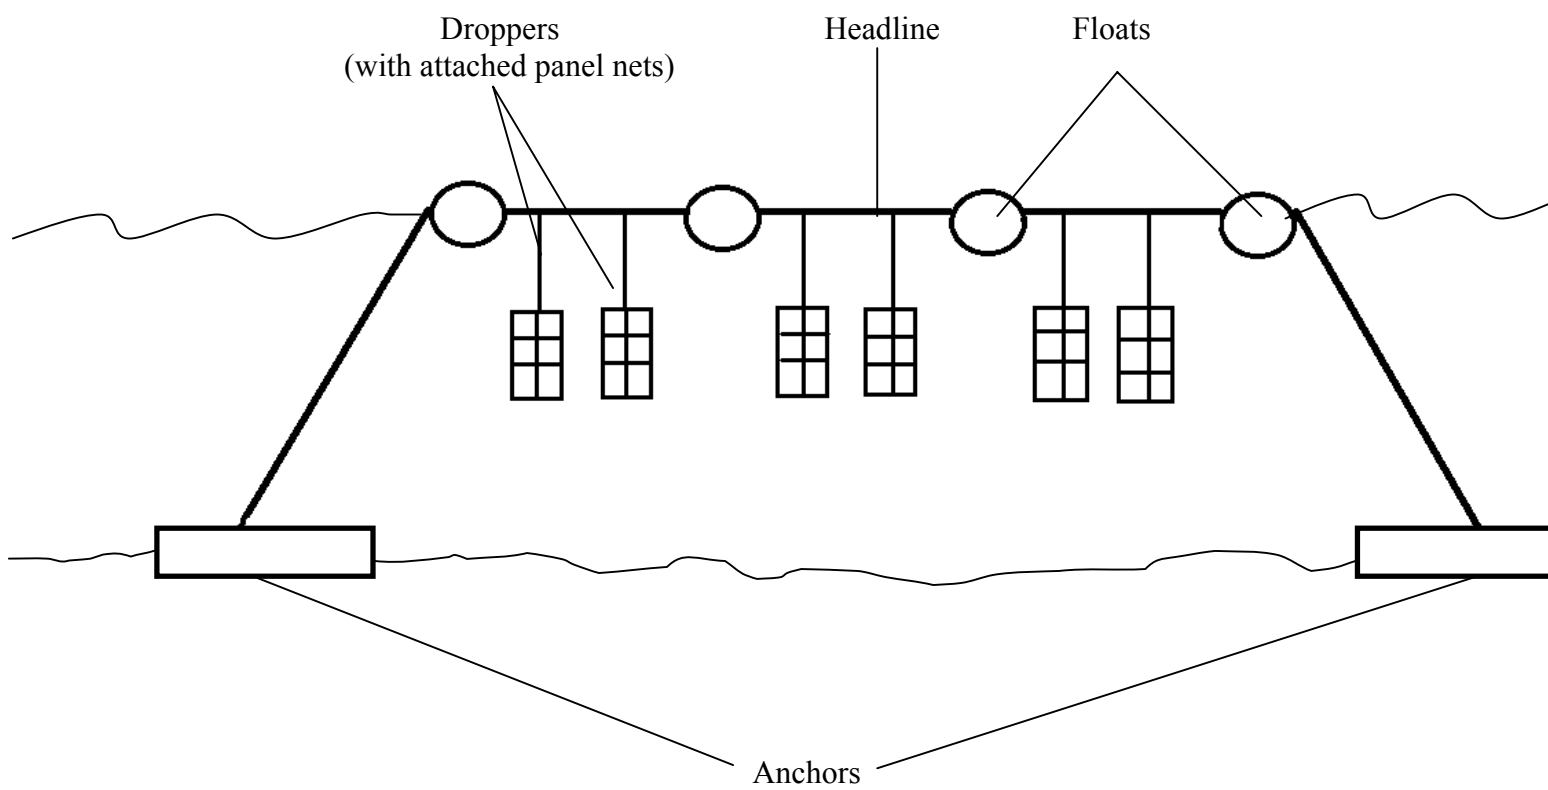 Droppers
(with attached panel nets)
Headline
Floats
Anchors